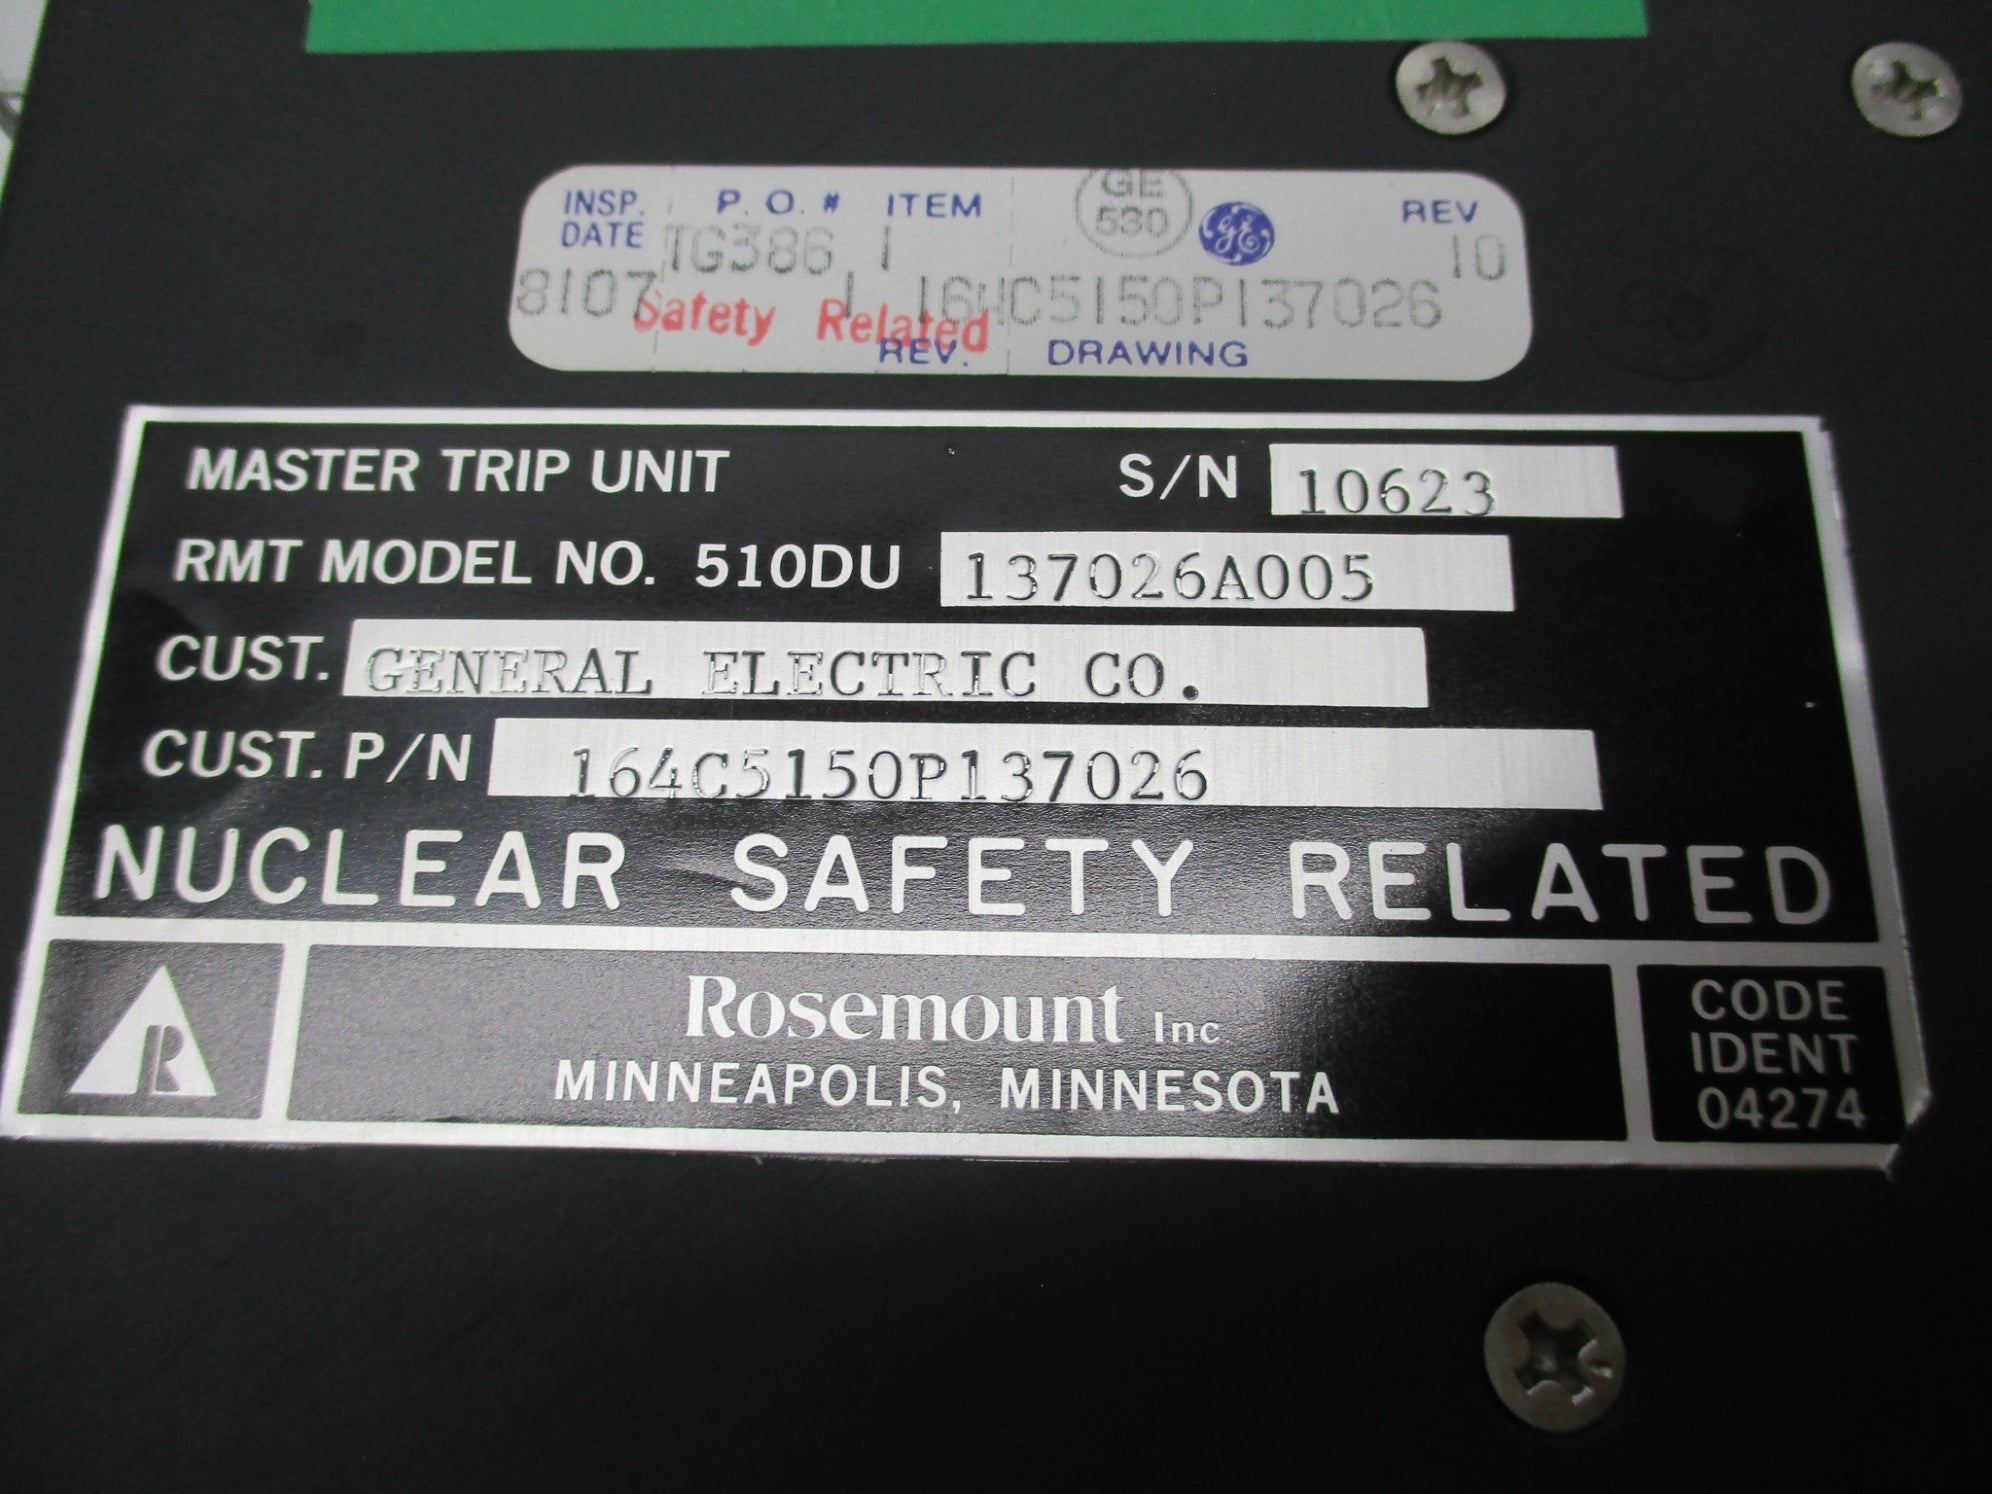 GE
530
INSP. P.O. # ITEM REV
DATE TG386 1 10
8107 1 164C5150P137026
Safety Related
REV. DRAWING
MASTER TRIP UNIT S/N 10623
RMT MODEL NO. 510DU 137026A005
CUST. GENERAL ELECTRIC CO.
CUST. P/N 164C5150P137026
NUCLEAR SAFETY RELATED
R
Rosemount Inc
MINNEAPOLIS, MINNESOTA
CODE
IDENT
04274